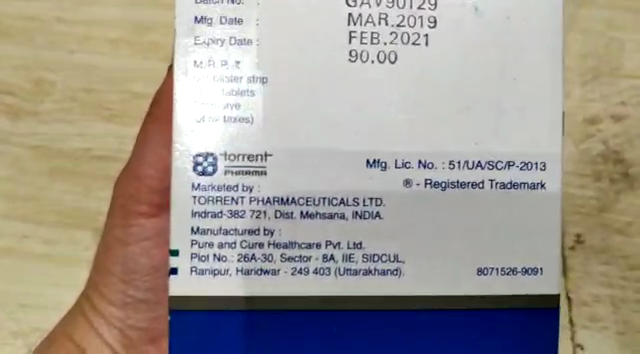 Batch No. :
GAV90129
Mfg. Date :
MAR.2019
Expiry Date :
FEB.2021
M.R.P. ₹
90.00
blister strip
tablets
taxes)
torrent
PHARMA
Mfg. Lic. No. : 51/UA/SC/P-2013
® - Registered Trademark
Marketed by :
TORRENT PHARMACEUTICALS LTD.
Indrad-382 721, Dist. Mehsana, INDIA.
Manufactured by :
Pure and Cure Healthcare Pvt. Ltd.
Plot No.: 26A-30, Sector - 8A, IIE, SIDCUL,
Ranipur, Haridwar - 249 403 (Uttarakhand).
8071526-9091